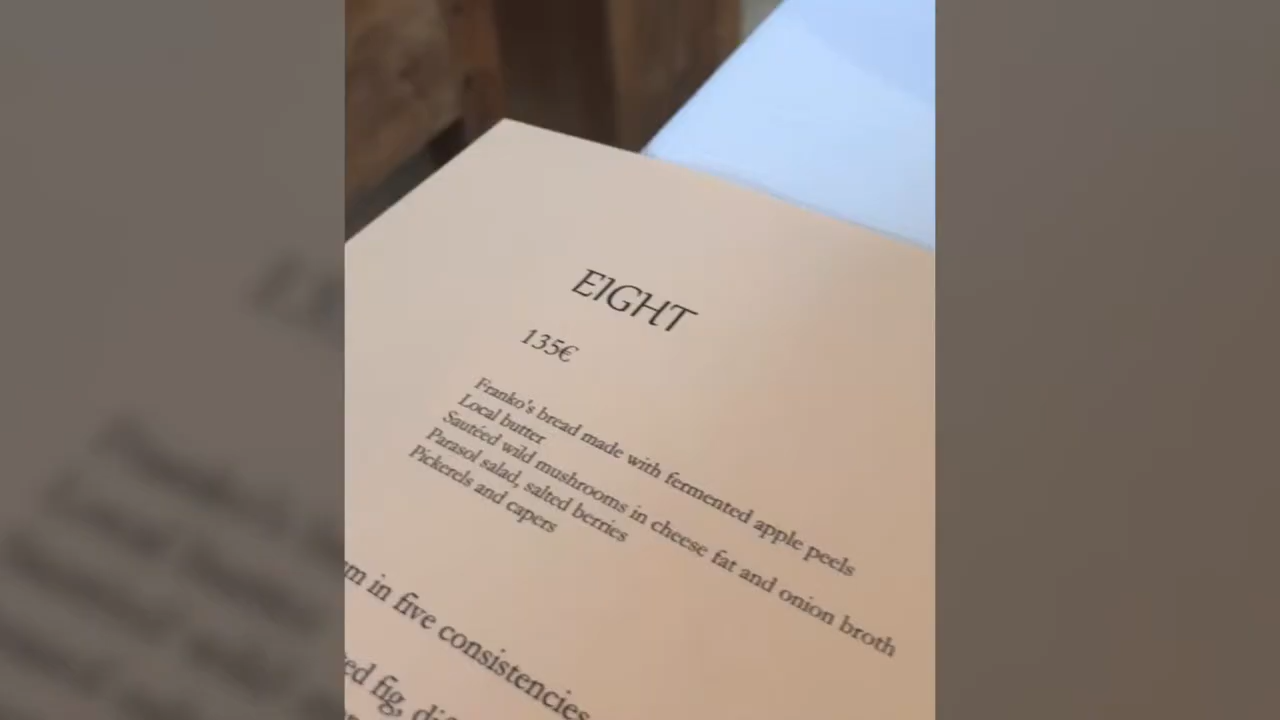 EIGHT
135€
Franko's bread made with fermented apple peels
Local butter
Sautéed wild mushrooms in cheese fat and onion broth
Parasol salad, salted berries
Pickerels and capers
in five consistencies
fig,